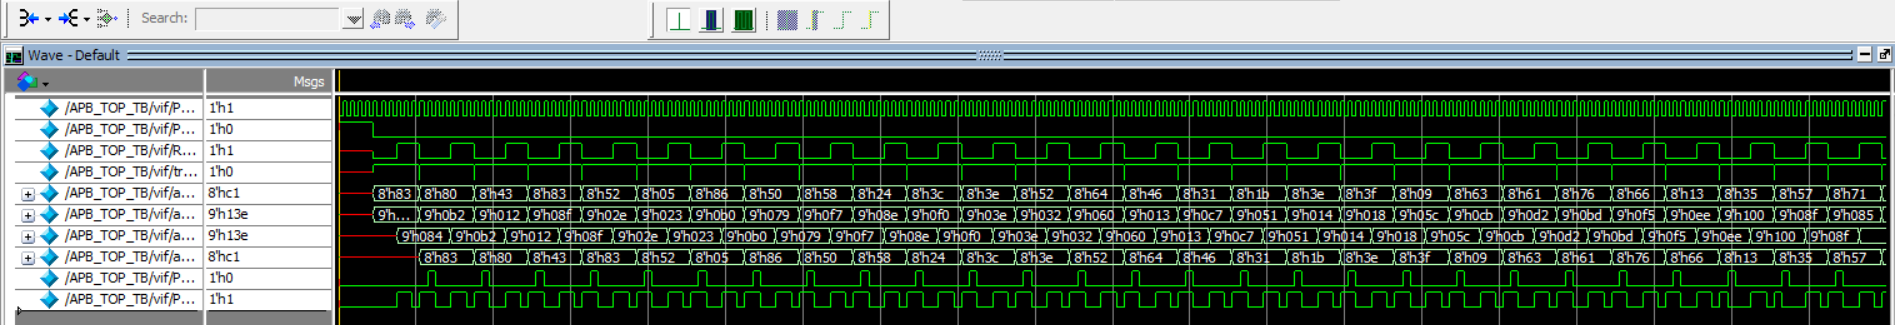 Search:
Wave - Default
Msgs
/APB_TOP_TB/vif/P... 1'h1
/APB_TOP_TB/vif/P... 1'h0
/APB_TOP_TB/vif/R... 1'h1
/APB_TOP_TB/vif/tr... 1'h0
/APB_TOP_TB/vif/a... 8'hc1 8'h83 8'h80 8'h43 8'h83 8'h52 8'h05 8'h86 8'h50 8'h58 8'h24 8'h3c 8'h3e 8'h52 8'h64 8'h46 8'h31 8'h1b 8'h3e 8'h3f 8'h09 8'h63 8'h61 8'h76 8'h66 8'h13 8'h35 8'h57 8'h71
/APB_TOP_TB/vif/a... 9'h13e 9'h... 9'h0b2 9'h012 9'h08f 9'h02e 9'h023 9'h0b0 9'h079 9'h0f7 9'h08e 9'h0f0 9'h03e 9'h032 9'h060 9'h013 9'h0c7 9'h051 9'h014 9'h018 9'h05c 9'h0cb 9'h0d2 9'h0bd 9'h0f5 9'h0ee 9'h100 9'h08f 9'h085
/APB_TOP_TB/vif/a... 9'h13e 9'h084 9'h0b2 9'h012 9'h08f 9'h02e 9'h023 9'h0b0 9'h079 9'h0f7 9'h08e 9'h0f0 9'h03e 9'h032 9'h060 9'h013 9'h0c7 9'h051 9'h014 9'h018 9'h05c 9'h0cb 9'h0d2 9'h0bd 9'h0f5 9'h0ee 9'h100 9'h08f
/APB_TOP_TB/vif/a... 8'hc1 8'h83 8'h80 8'h43 8'h83 8'h52 8'h05 8'h86 8'h50 8'h58 8'h24 8'h3c 8'h3e 8'h52 8'h64 8'h46 8'h31 8'h1b 8'h3e 8'h3f 8'h09 8'h63 8'h61 8'h76 8'h66 8'h13 8'h35 8'h57
/APB_TOP_TB/vif/P... 1'h0
/APB_TOP_TB/vif/P... 1'h1